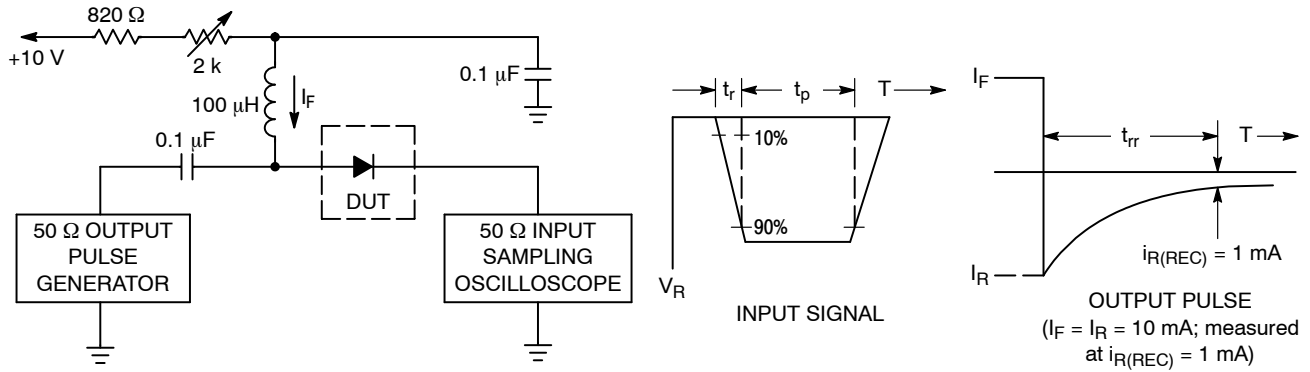 820 Ω
+10 V
2 k
0.1 μF
100 μH
I_F
0.1 μF
DUT
50 Ω OUTPUT
PULSE
GENERATOR
50 Ω INPUT
SAMPLING
OSCILLOSCOPE
t_r
t_p
T
10%
90%
V_R
INPUT SIGNAL
I_F
t_rr
T
i_R(REC) = 1 mA
I_R
OUTPUT PULSE
(I_F = I_R = 10 mA; measured
at i_R(REC) = 1 mA)